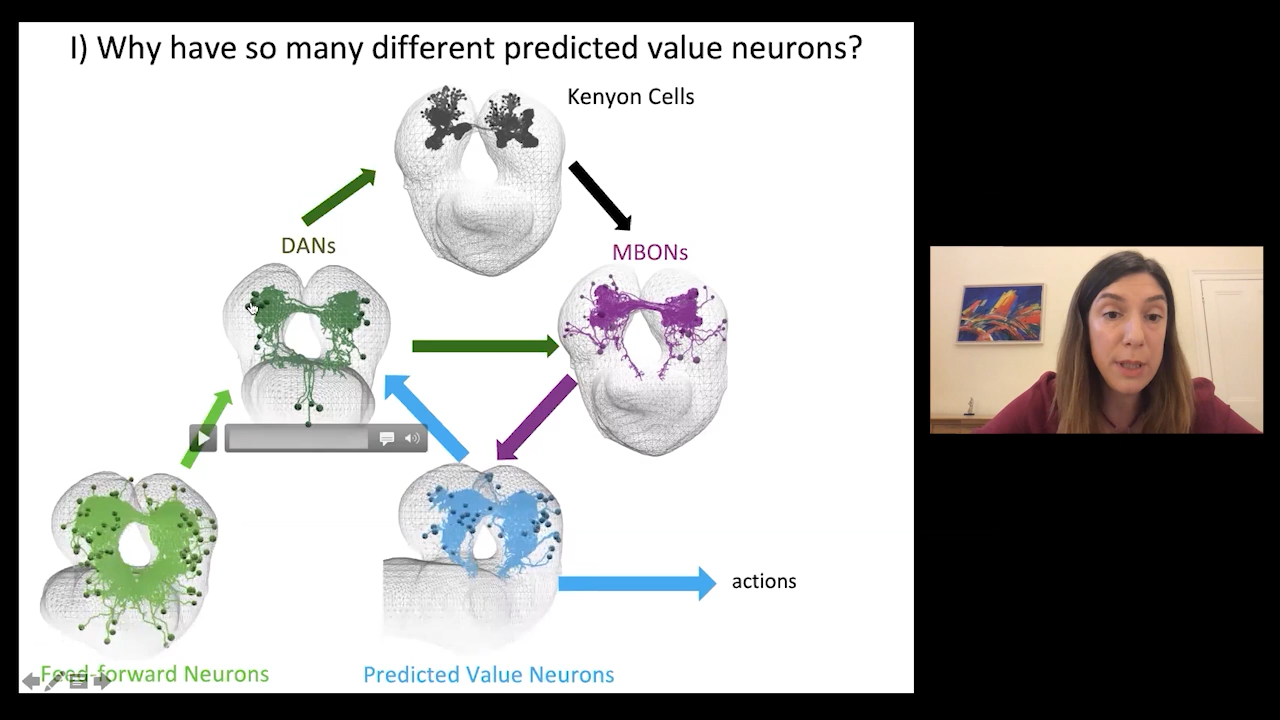 I) Why have so many different predicted value neurons?
Kenyon Cells
DANs
MBONs
actions
Feed-forward Neurons
Predicted Value Neurons